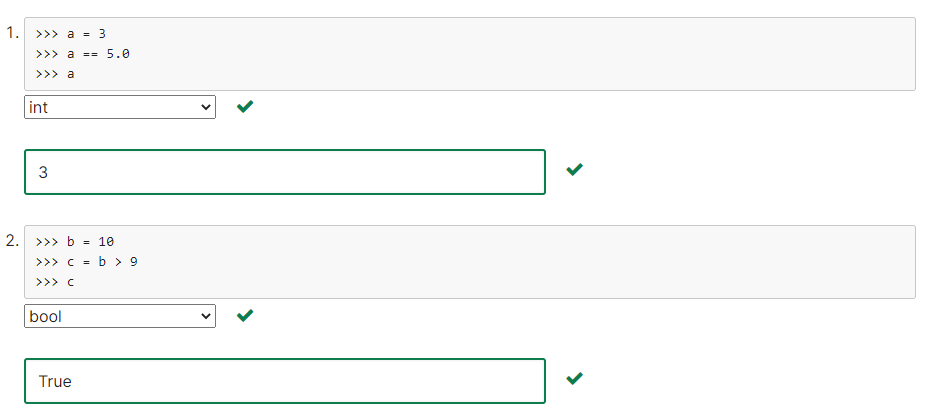 1. >>> a = 3
>>> a == 5.0
>>> a
int
3
2. >>> b = 10
>>> c = b > 9
>>> c
bool
True